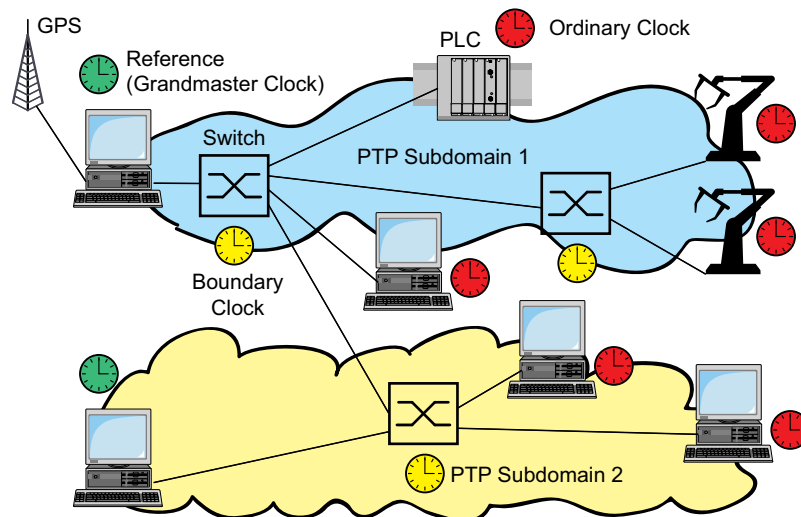 GPS
Reference
(Grandmaster Clock)
PLC
Ordinary Clock
Switch
PTP Subdomain 1
Boundary
Clock
PTP Subdomain 2